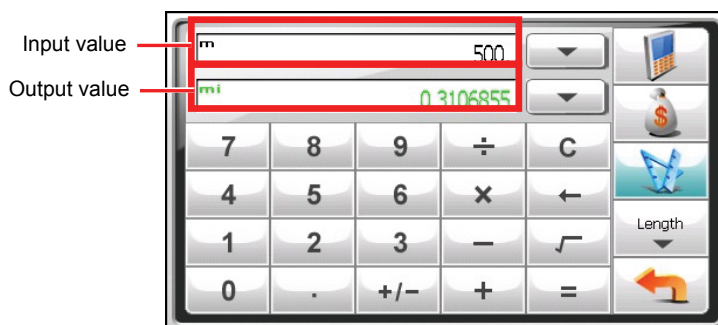 Input value
m 500
Output value
mi 0.3106855
7 8 9 ÷ C
4 5 6 × ←
Length
1 2 3 − √
0 . +/− + =
$